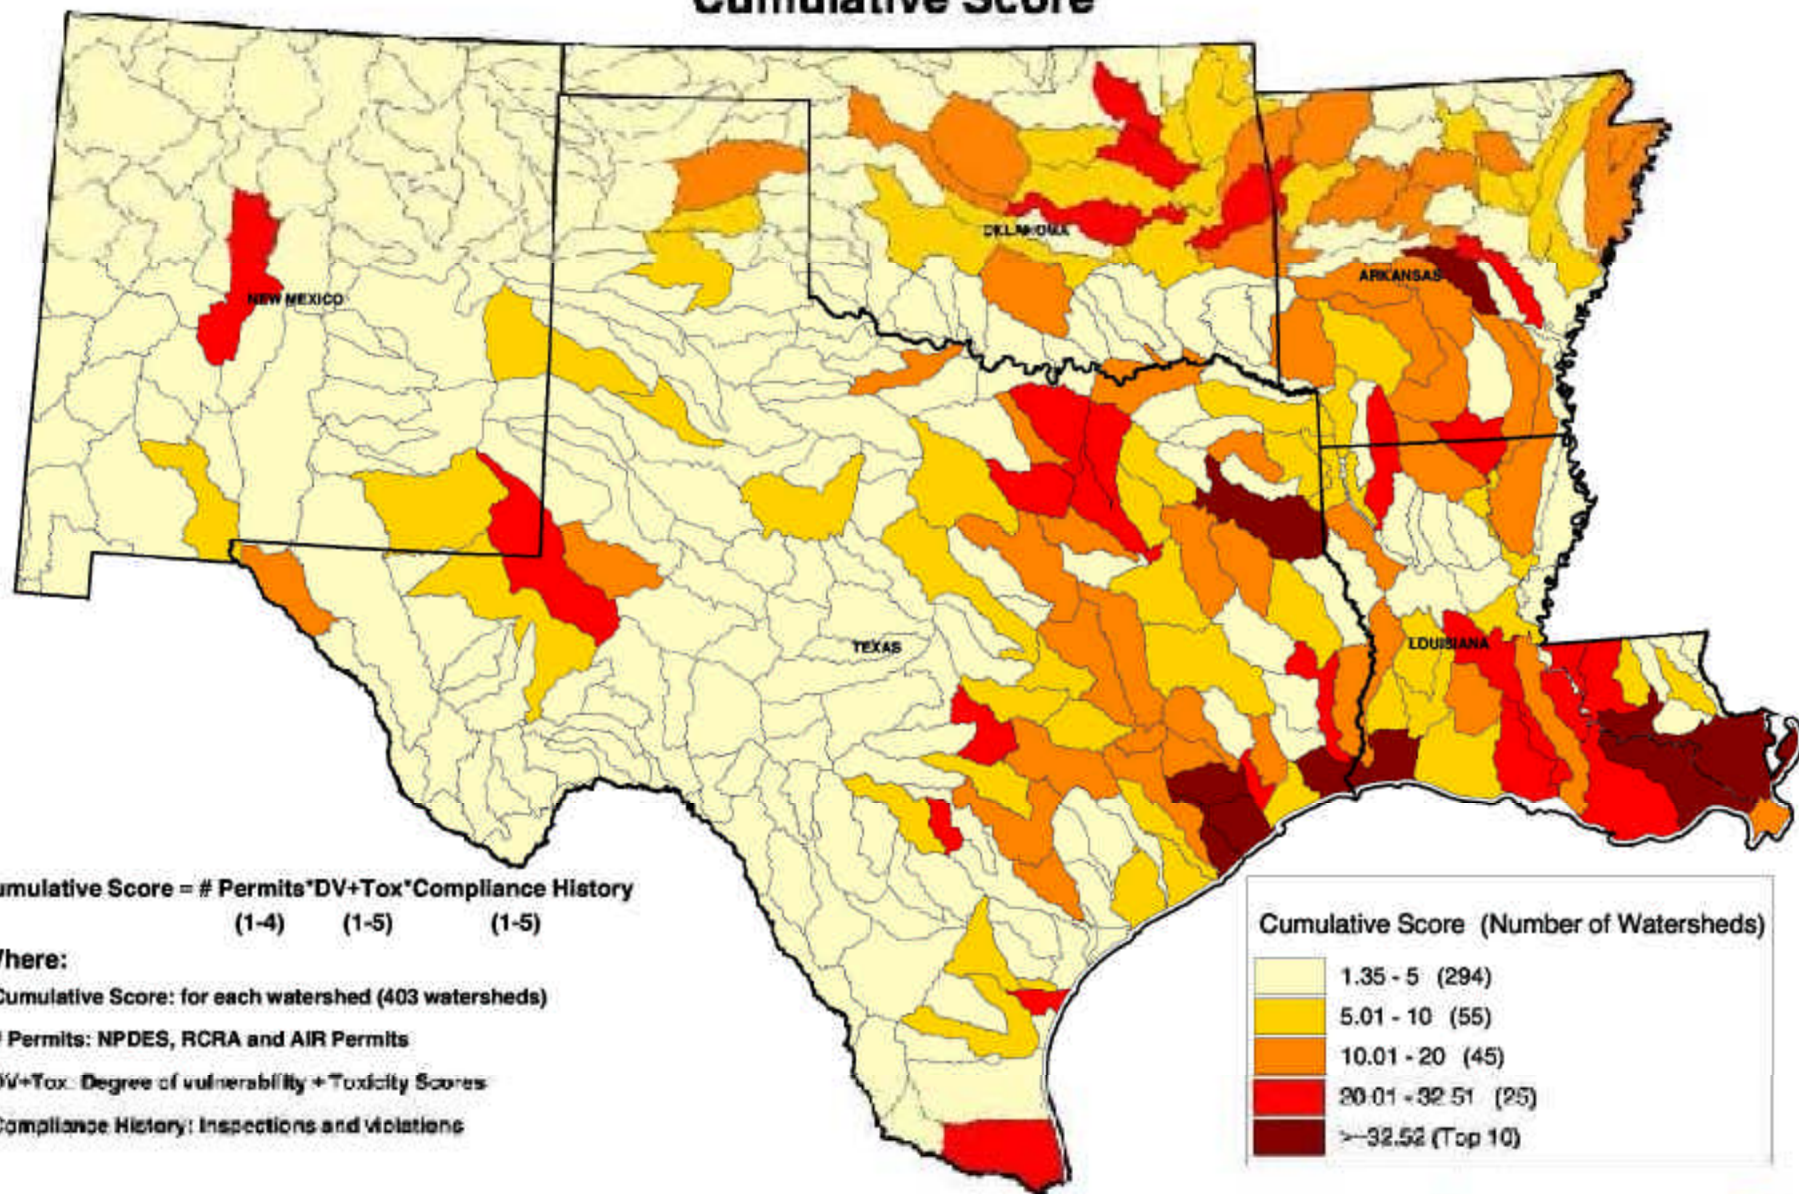 Cumulative Score
NEW MEXICO
OKLAHOMA
ARKANSAS
TEXAS
LOUISIANA
umulative Score = # Permits*DV+Tox*Compliance History
(1-4) (1-5) (1-5)
here:
Cumulative Score: for each watershed (403 watersheds)
# Permits: NPDES, RCRA and AIR Permits
DV+Tox: Degree of vulnerability + Toxicity Scores
Compliance History: Inspections and violations
Cumulative Score (Number of Watersheds)
1.35 - 5 (294)
5.01 - 10 (55)
10.01 - 20 (45)
20.01 - 32.51 (25)
>=32.52 (Top 10)